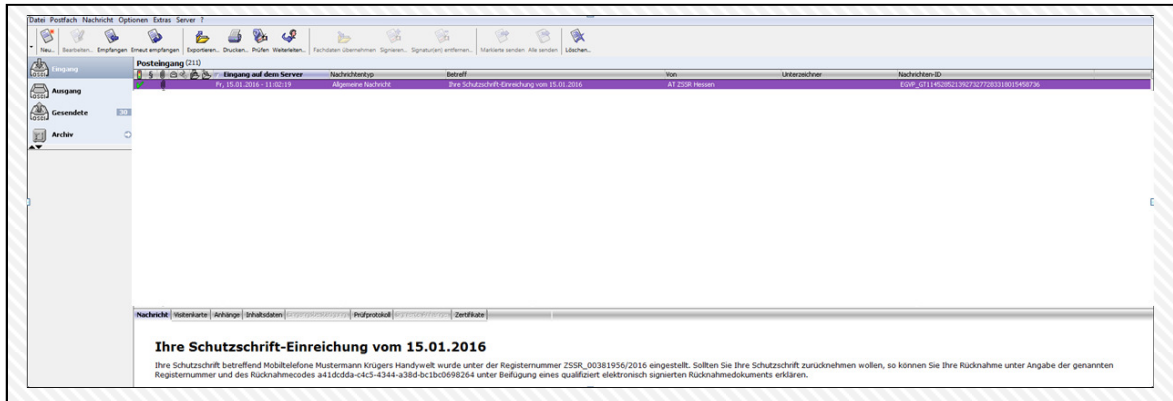 Datei Postfach Nachricht Optionen Extras Server ?
Neu... Bearbeiten... Empfangen Erneut empfangen Exportieren... Drucken... Prüfen Weiterleiten... Fachdaten übernehmen Signieren... Signatur(en) entfernen... Markierte senden Alle senden Löschen...
Eingang
Posteingang (211)
Eingang auf dem Server Nachrichtentyp Betreff Von Unterzeichner Nachrichten-ID
Fr, 15.01.2016 - 11:02:19 Allgemeine Nachricht Ihre Schutzschrift-Einreichung vom 15.01.2016 AT ZSSR Hessen
Ausgang
Gesendete 30
Archiv
Nachricht Visitenkarte Anhänge Inhaltsdaten Prüfprotokoll Zertifikate
Ihre Schutzschrift-Einreichung vom 15.01.2016
Ihre Schutzschrift betreffend Mobiltelefone Mustermann Krügers Handywelt wurde unter der Registernummer ZSSR_00381956/2016 eingestellt. Sollten Sie Ihre Schutzschrift zurücknehmen wollen, so können Sie Ihre Rücknahme unter Angabe der genannten
Registernummer und des Rücknahmecodes a41dcdda-c4c5-4344-a38d-bc1bc0698264 unter Beifügung eines qualifiziert elektronisch signierten Rücknahmedokuments erklären.